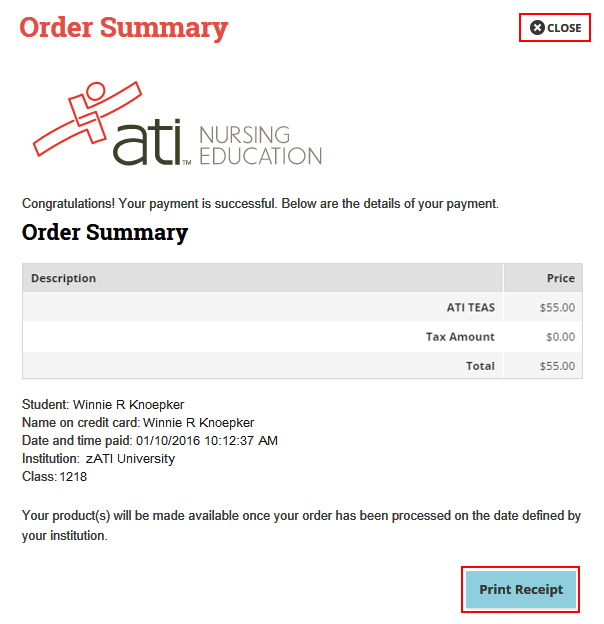 Order Summary
CLOSE
ati™ NURSING
EDUCATION
Congratulations! Your payment is successful. Below are the details of your payment.
Order Summary
Description Price
ATI TEAS $55.00
Tax Amount $0.00
Total $55.00
Student: Winnie R Knoepker
Name on credit card: Winnie R Knoepker
Date and time paid: 01/10/2016 10:12:37 AM
Institution: zATI University
Class: 1218
Your product(s) will be made available once your order has been processed on the date defined by
your institution.
Print Receipt